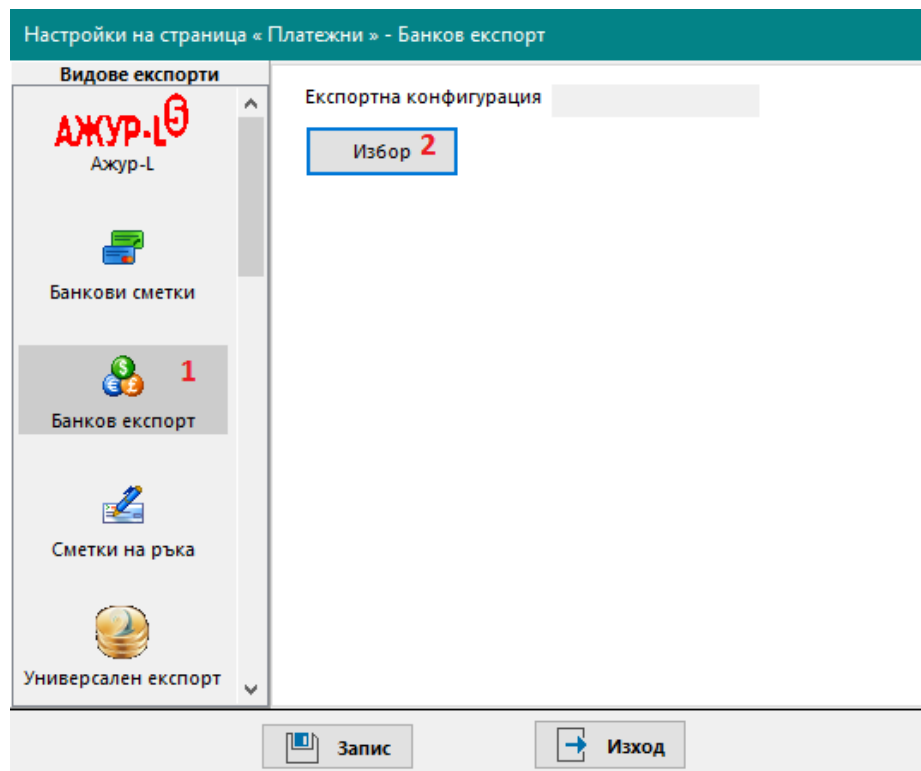 Настройки на страница « Платежни » - Банков експорт
Видове експорти
АЖУР-L5
Ажур-L
Банкови сметки
1
Банков експорт
Сметки на ръка
Универсален експорт
Експортна конфигурация
Избор 2
Запис
Изход